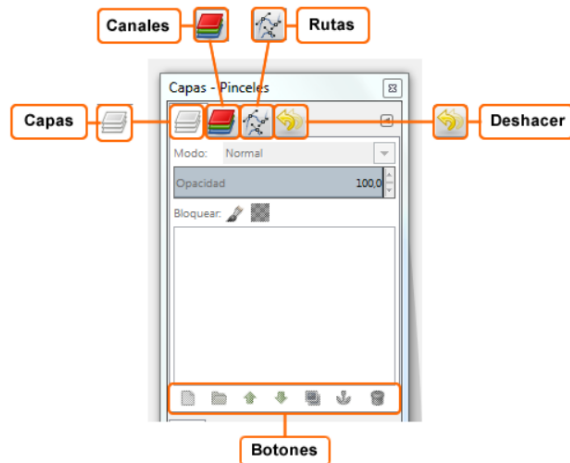 Canales
Rutas
Capas - Pinceles
Capas
Deshacer
Modo: Normal
Opacidad 100,0
Bloquear:
Botones